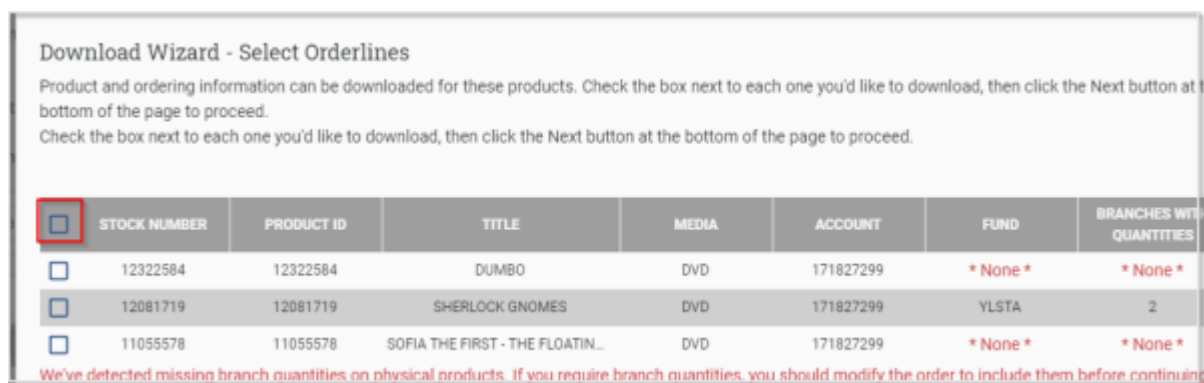 Download Wizard - Select Orderlines
Product and ordering information can be downloaded for these products. Check the box next to each one you'd like to download, then click the Next button at
bottom of the page to proceed.
Check the box next to each one you'd like to download, then click the Next button at the bottom of the page to proceed.
STOCK NUMBER PRODUCT ID TITLE MEDIA ACCOUNT FUND BRANCHES WITH QUANTITIES
12322584 12322584 DUMBO DVD 171827299 * None * * None *
12081719 12081719 SHERLOCK GNOMES DVD 171827299 YLSTA 2
11055578 11055578 SOFIA THE FIRST - THE FLOATIN... DVD 171827299 * None * * None *
We've detected missing branch quantities on physical products. If you require branch quantities, you should modify the order to include them before continuing